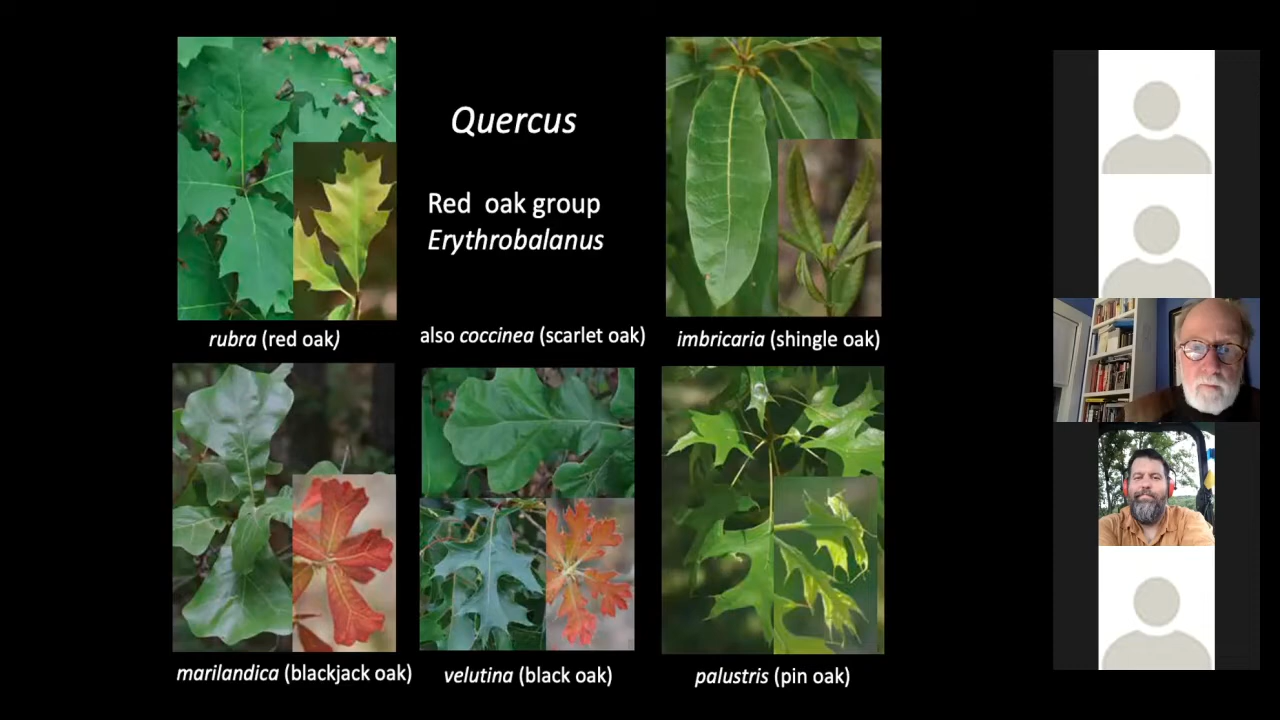 Quercus
Red oak group
Erythrobalanus
rubra (red oak)
also coccinea (scarlet oak)
imbricaria (shingle oak)
marilandica (blackjack oak)
velutina (black oak)
palustris (pin oak)